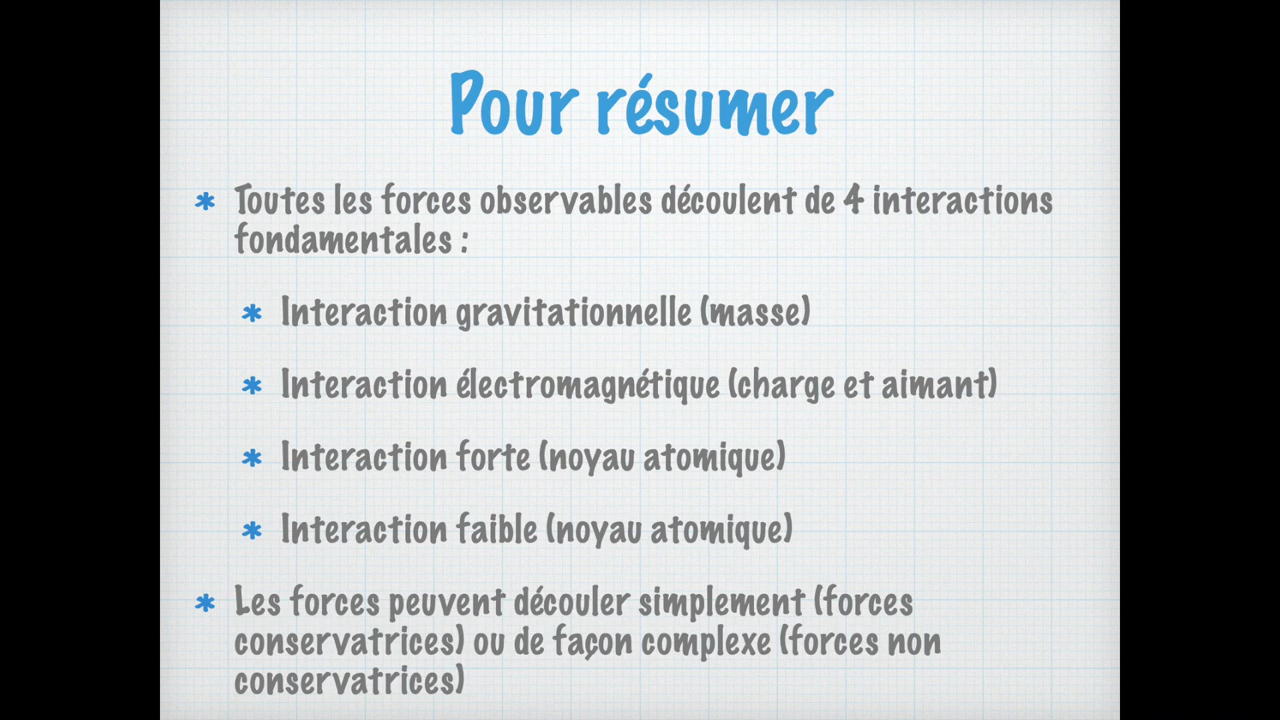 Pour résumer
* Toutes les forces observables découlent de 4 interactions
fondamentales :
* Interaction gravitationnelle (masse)
* Interaction électromagnétique (charge et aimant)
* Interaction forte (noyau atomique)
* Interaction faible (noyau atomique)
* Les forces peuvent découler simplement (forces
conservatrices) ou de façon complexe (forces non
conservatrices)